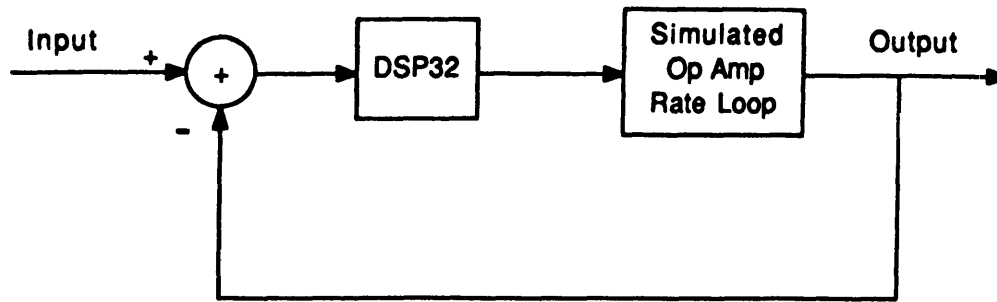 Input
+
+
-
DSP32
Simulated
Op Amp
Rate Loop
Output